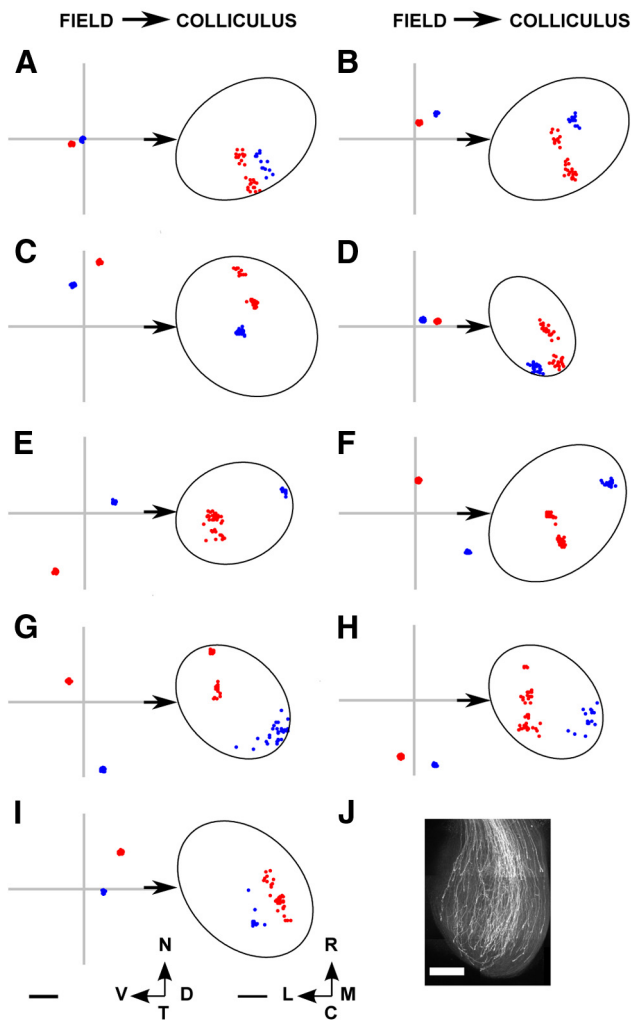 FIELD COLLICULUS FIELD COLLICULUS
A B
C D
E F
G H
I J
N R
V D L M
T C